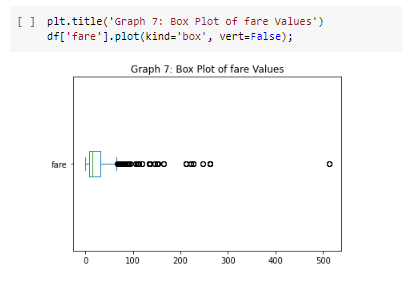 [ ] plt.title('Graph 7: Box Plot of fare Values')
df['fare'].plot(kind='box', vert=False);
Graph 7: Box Plot of fare Values
fare
0 100 200 300 400 500